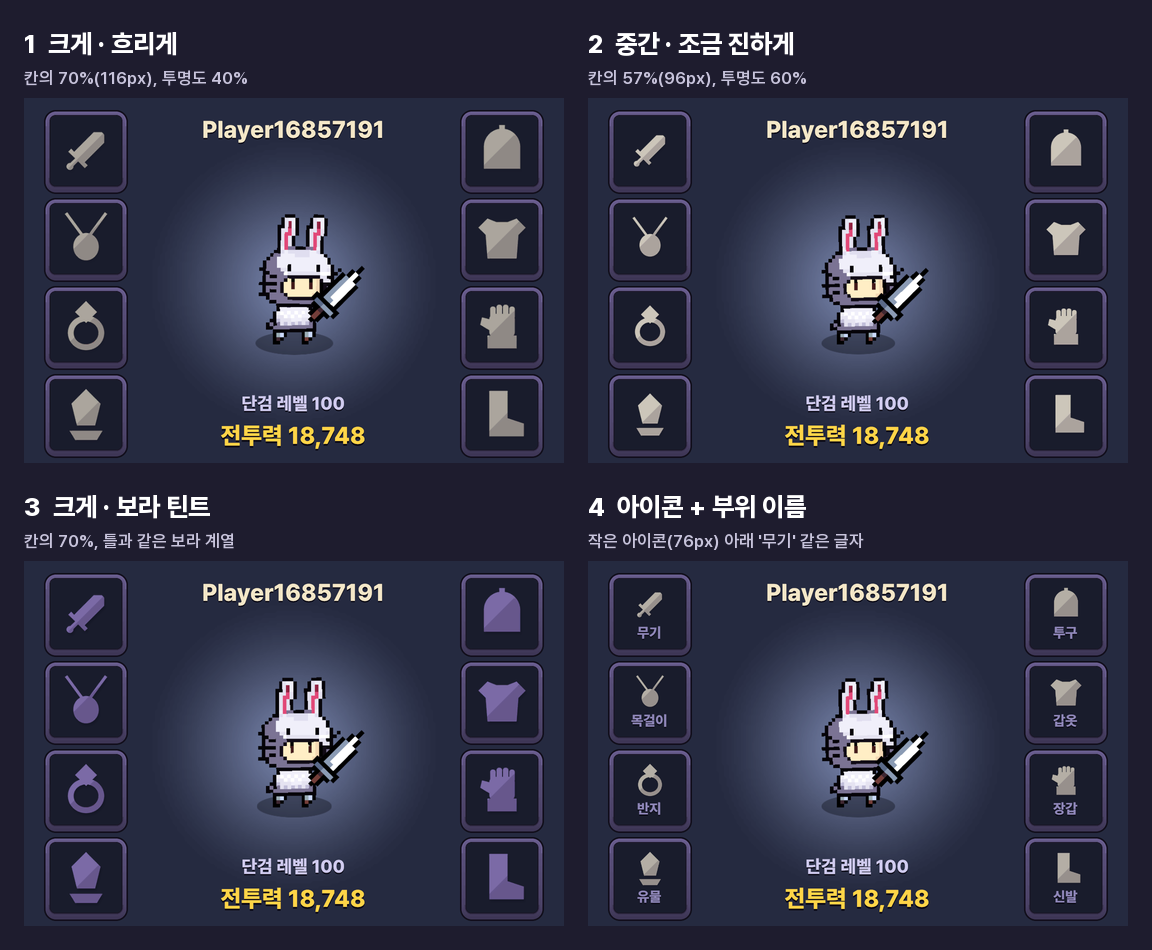 1 크게 · 흐리게
칸의 70%(116px), 투명도 40%
Player16857191
단검 레벨 100
전투력 18,748
2 중간 · 조금 진하게
칸의 57%(96px), 투명도 60%
Player16857191
단검 레벨 100
전투력 18,748
3 크게 · 보라 틴트
칸의 70%, 틀과 같은 보라 계열
Player16857191
단검 레벨 100
전투력 18,748
4 아이콘 + 부위 이름
작은 아이콘(76px) 아래 '무기' 같은 글자
Player16857191
무기
투구
목걸이
갑옷
반지
장갑
단검 레벨 100
유물
신발
전투력 18,748